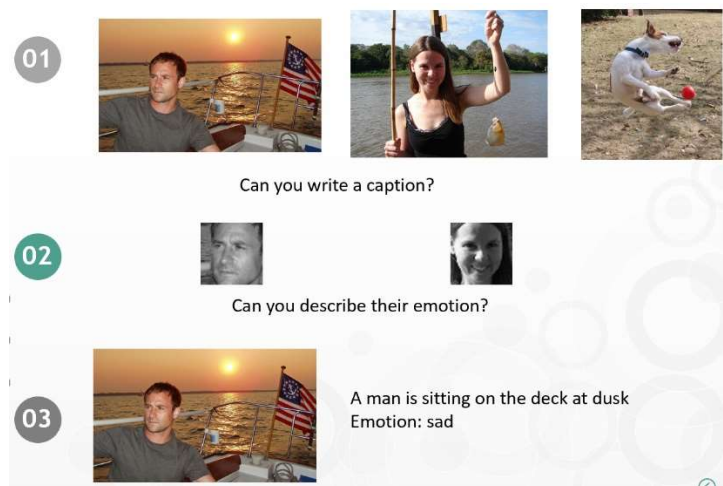 01
Can you write a caption?
02
Can you describe their emotion?
03
A man is sitting on the deck at dusk
Emotion: sad